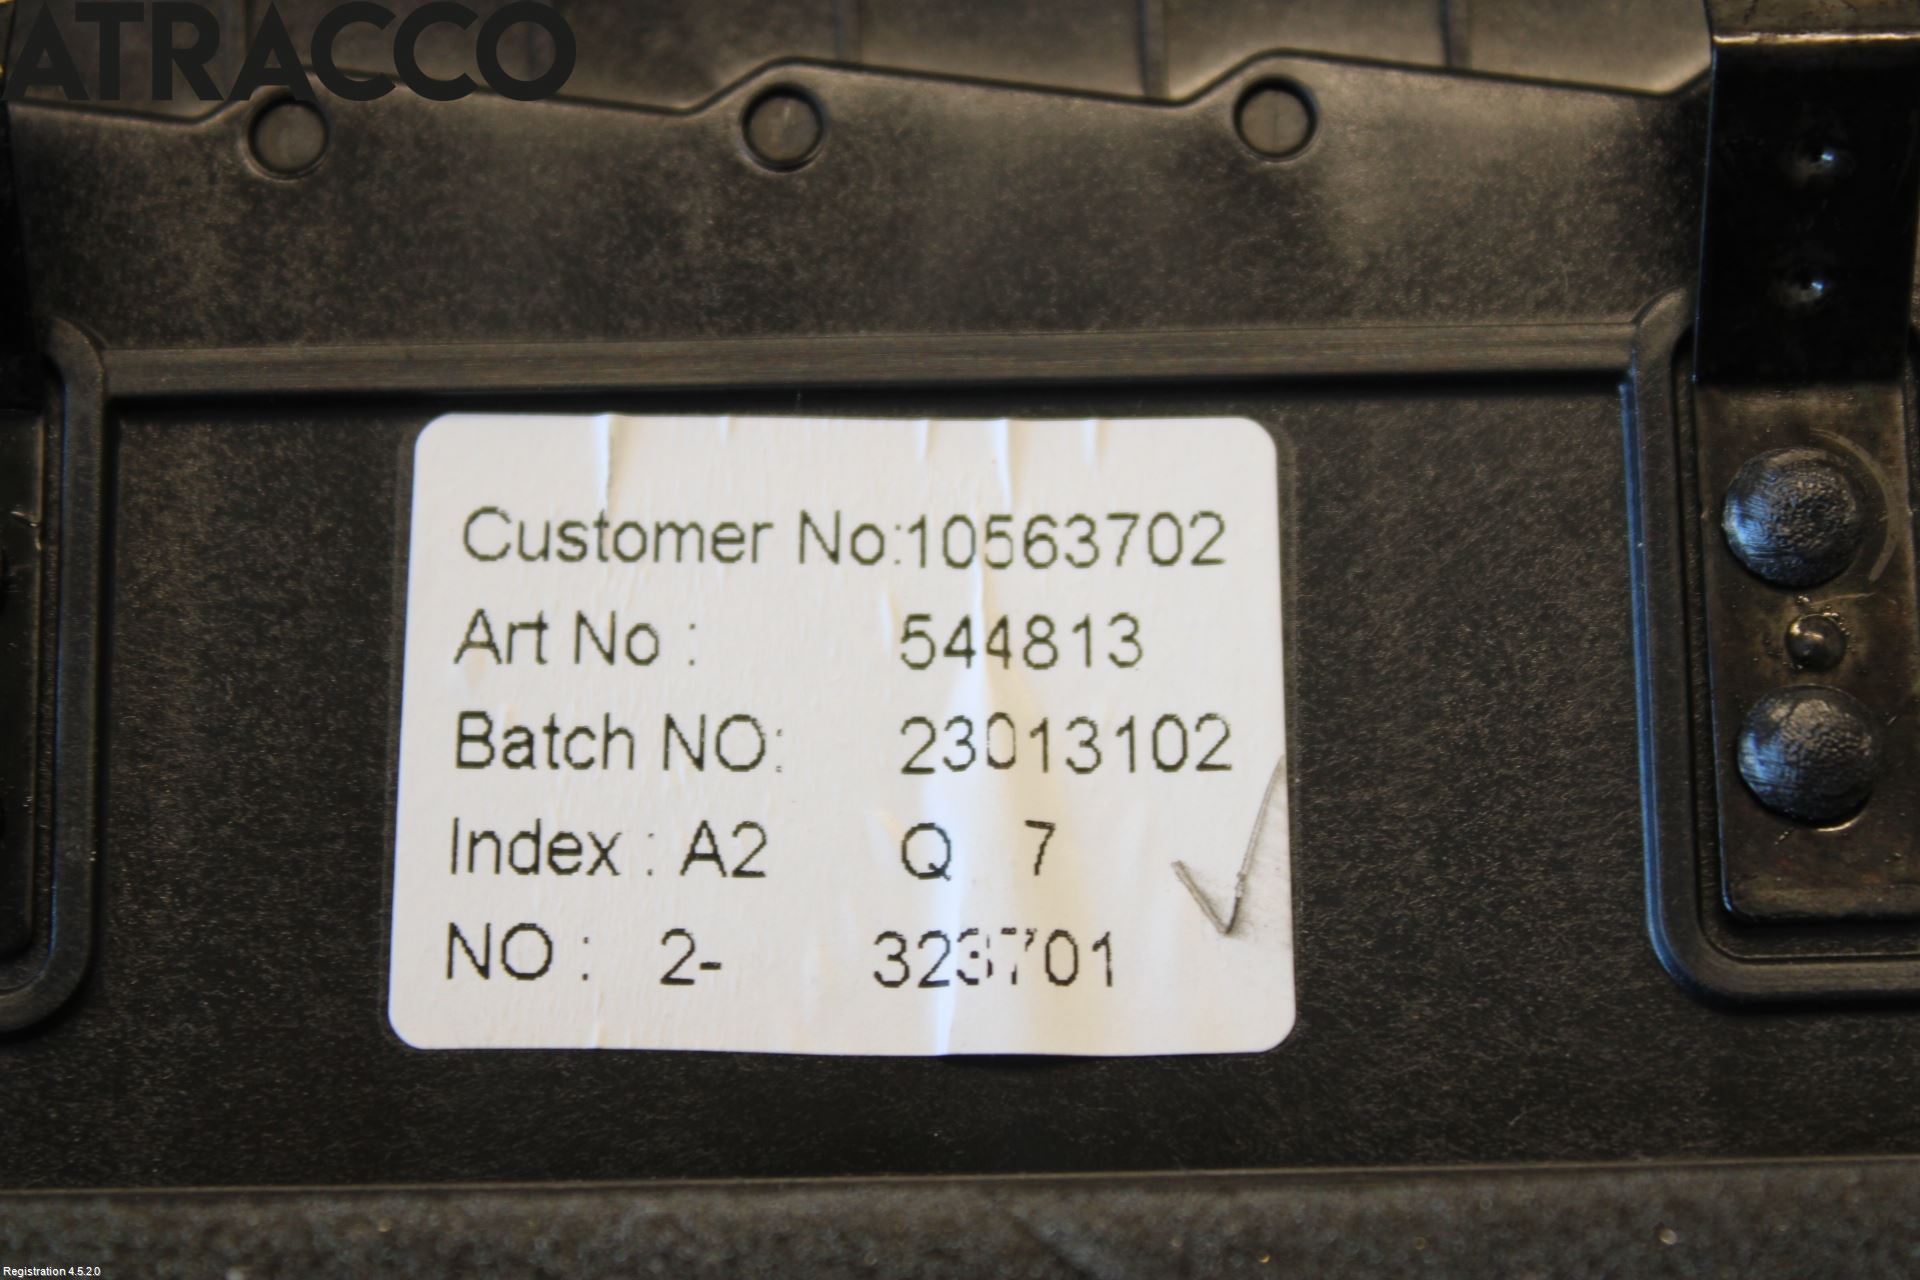 ATRACCO
Customer No:10563702
Art No : 544813
Batch NO: 23013102
Index : A2 Q 7
NO : 2- 323701
Registration 4.5.2.0